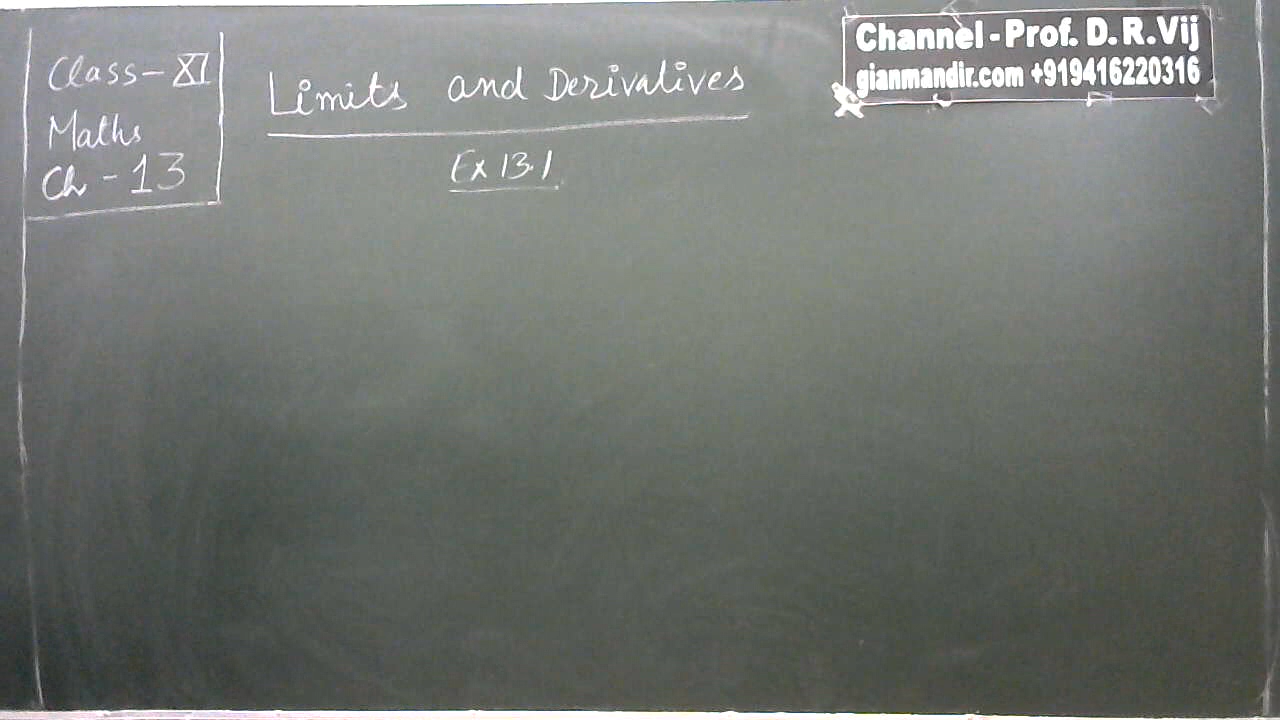 Class-XI
Maths
Ch-13
Limits and Derivatives
Ex 13.1
Channel - Prof. D. R. Vij
gianmandir.com +919416220316